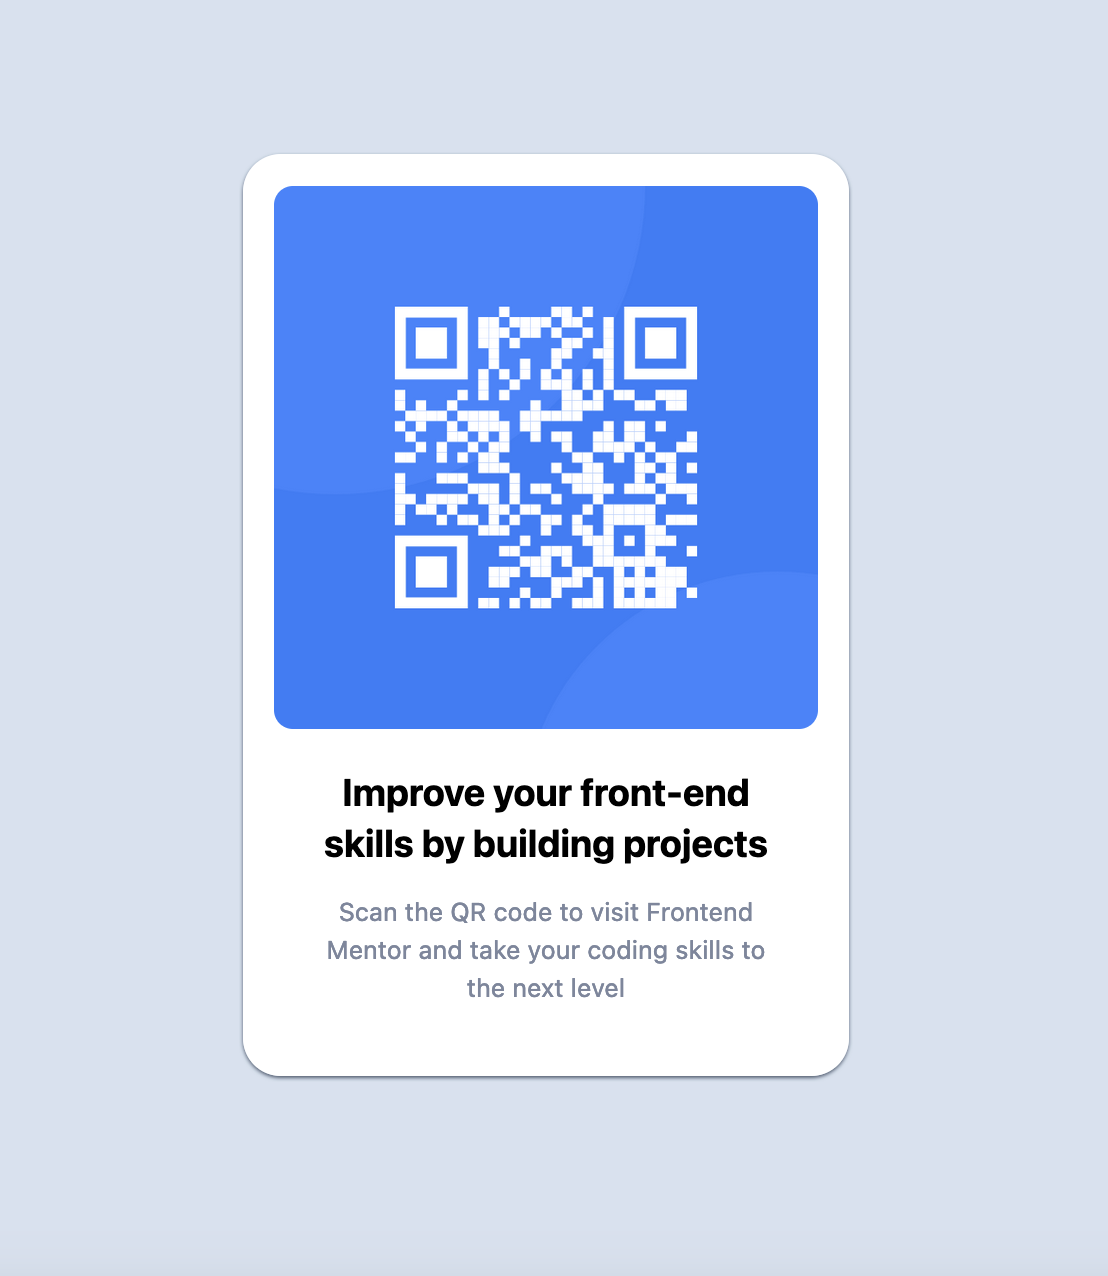 Improve your front-end
skills by building projects
Scan the QR code to visit Frontend
Mentor and take your coding skills to
the next level